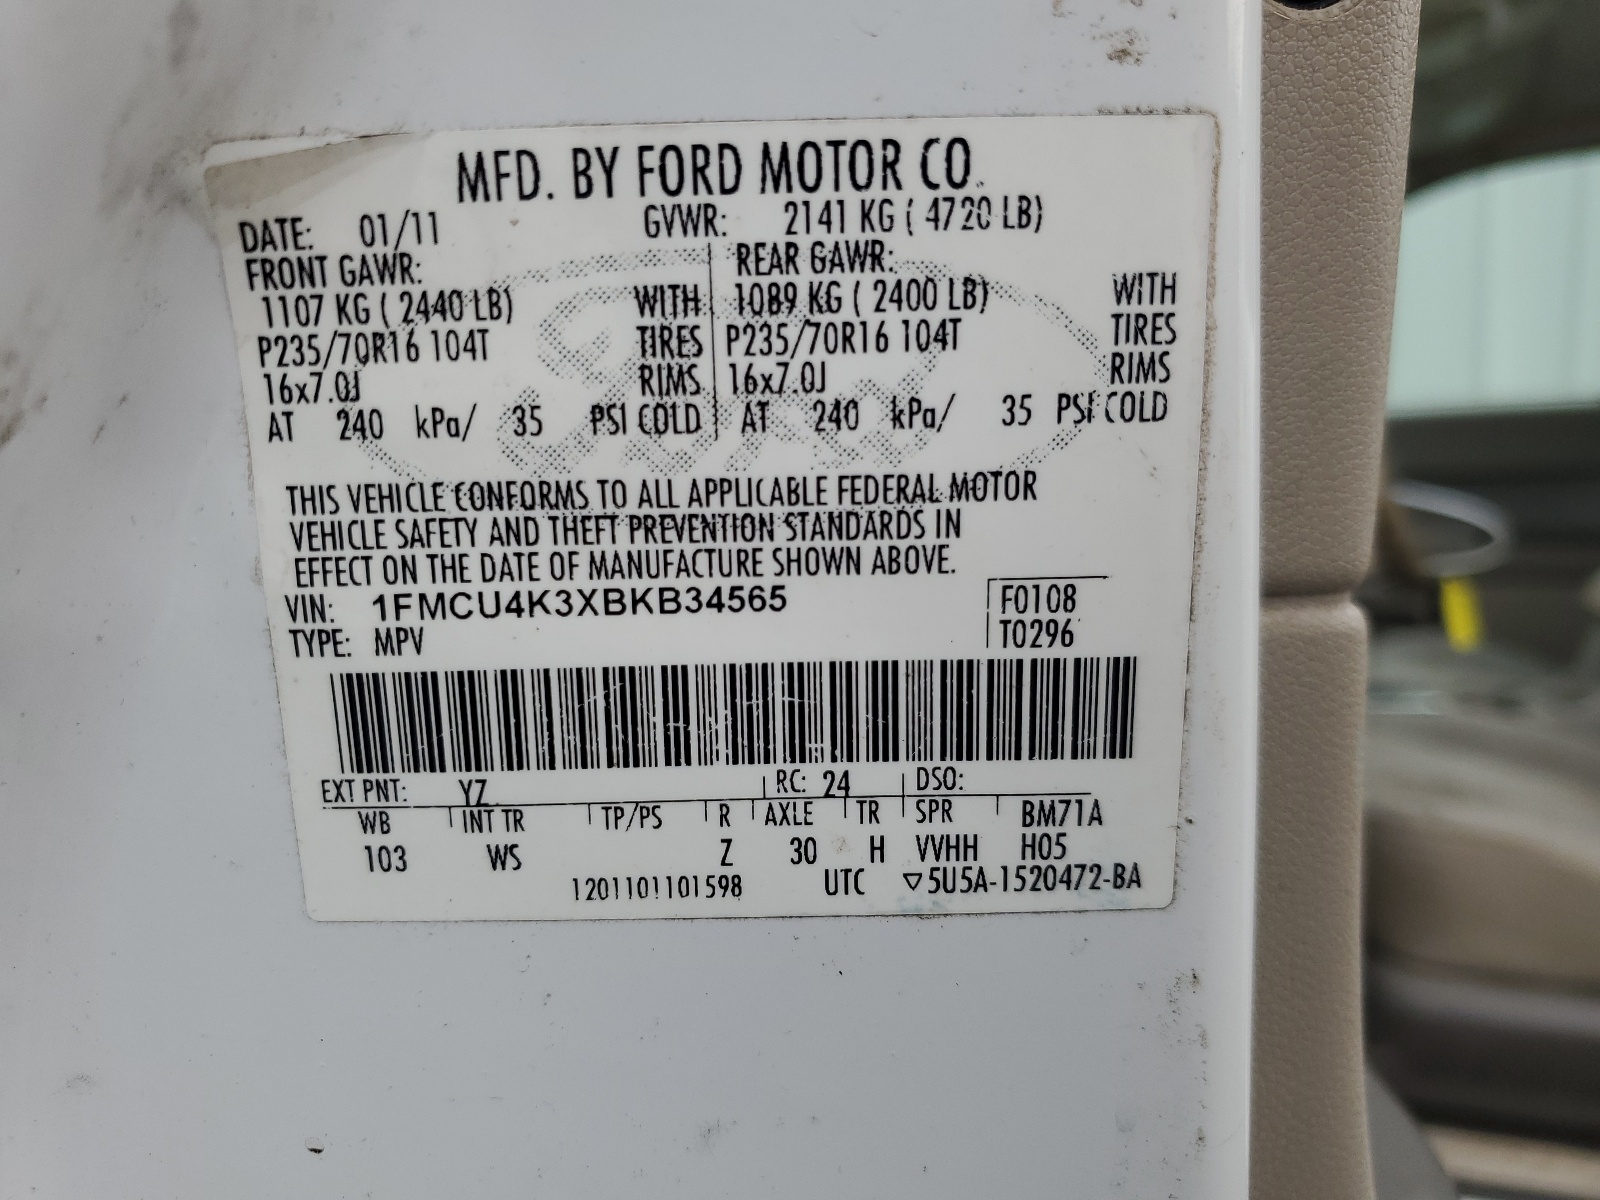 MFD. BY FORD MOTOR CO.
DATE: 01/11 GVWR: 2141 KG ( 4720 LB)
FRONT GAWR: REAR GAWR:
1107 KG ( 2440 LB) WITH 1089 KG ( 2400 LB) WITH
P235/70R16 104T TIRES P235/70R16 104T TIRES
16x7.0J RIMS 16x7.0J RIMS
AT 240 kPa/ 35 PSI COLD AT 240 kPa/ 35 PSI COLD
THIS VEHICLE CONFORMS TO ALL APPLICABLE FEDERAL MOTOR
VEHICLE SAFETY AND THEFT PREVENTION STANDARDS IN
EFFECT ON THE DATE OF MANUFACTURE SHOWN ABOVE.
VIN: 1FMCU4K3XBKB34565 F0108
TYPE: MPV T0296
EXT PNT: YZ RC: 24 DSO:
WB INT TR TP/PS R AXLE TR SPR BM71A
103 WS Z 30 H VVHH H05
1201101101598 UTC ▽5U5A-1520472-BA